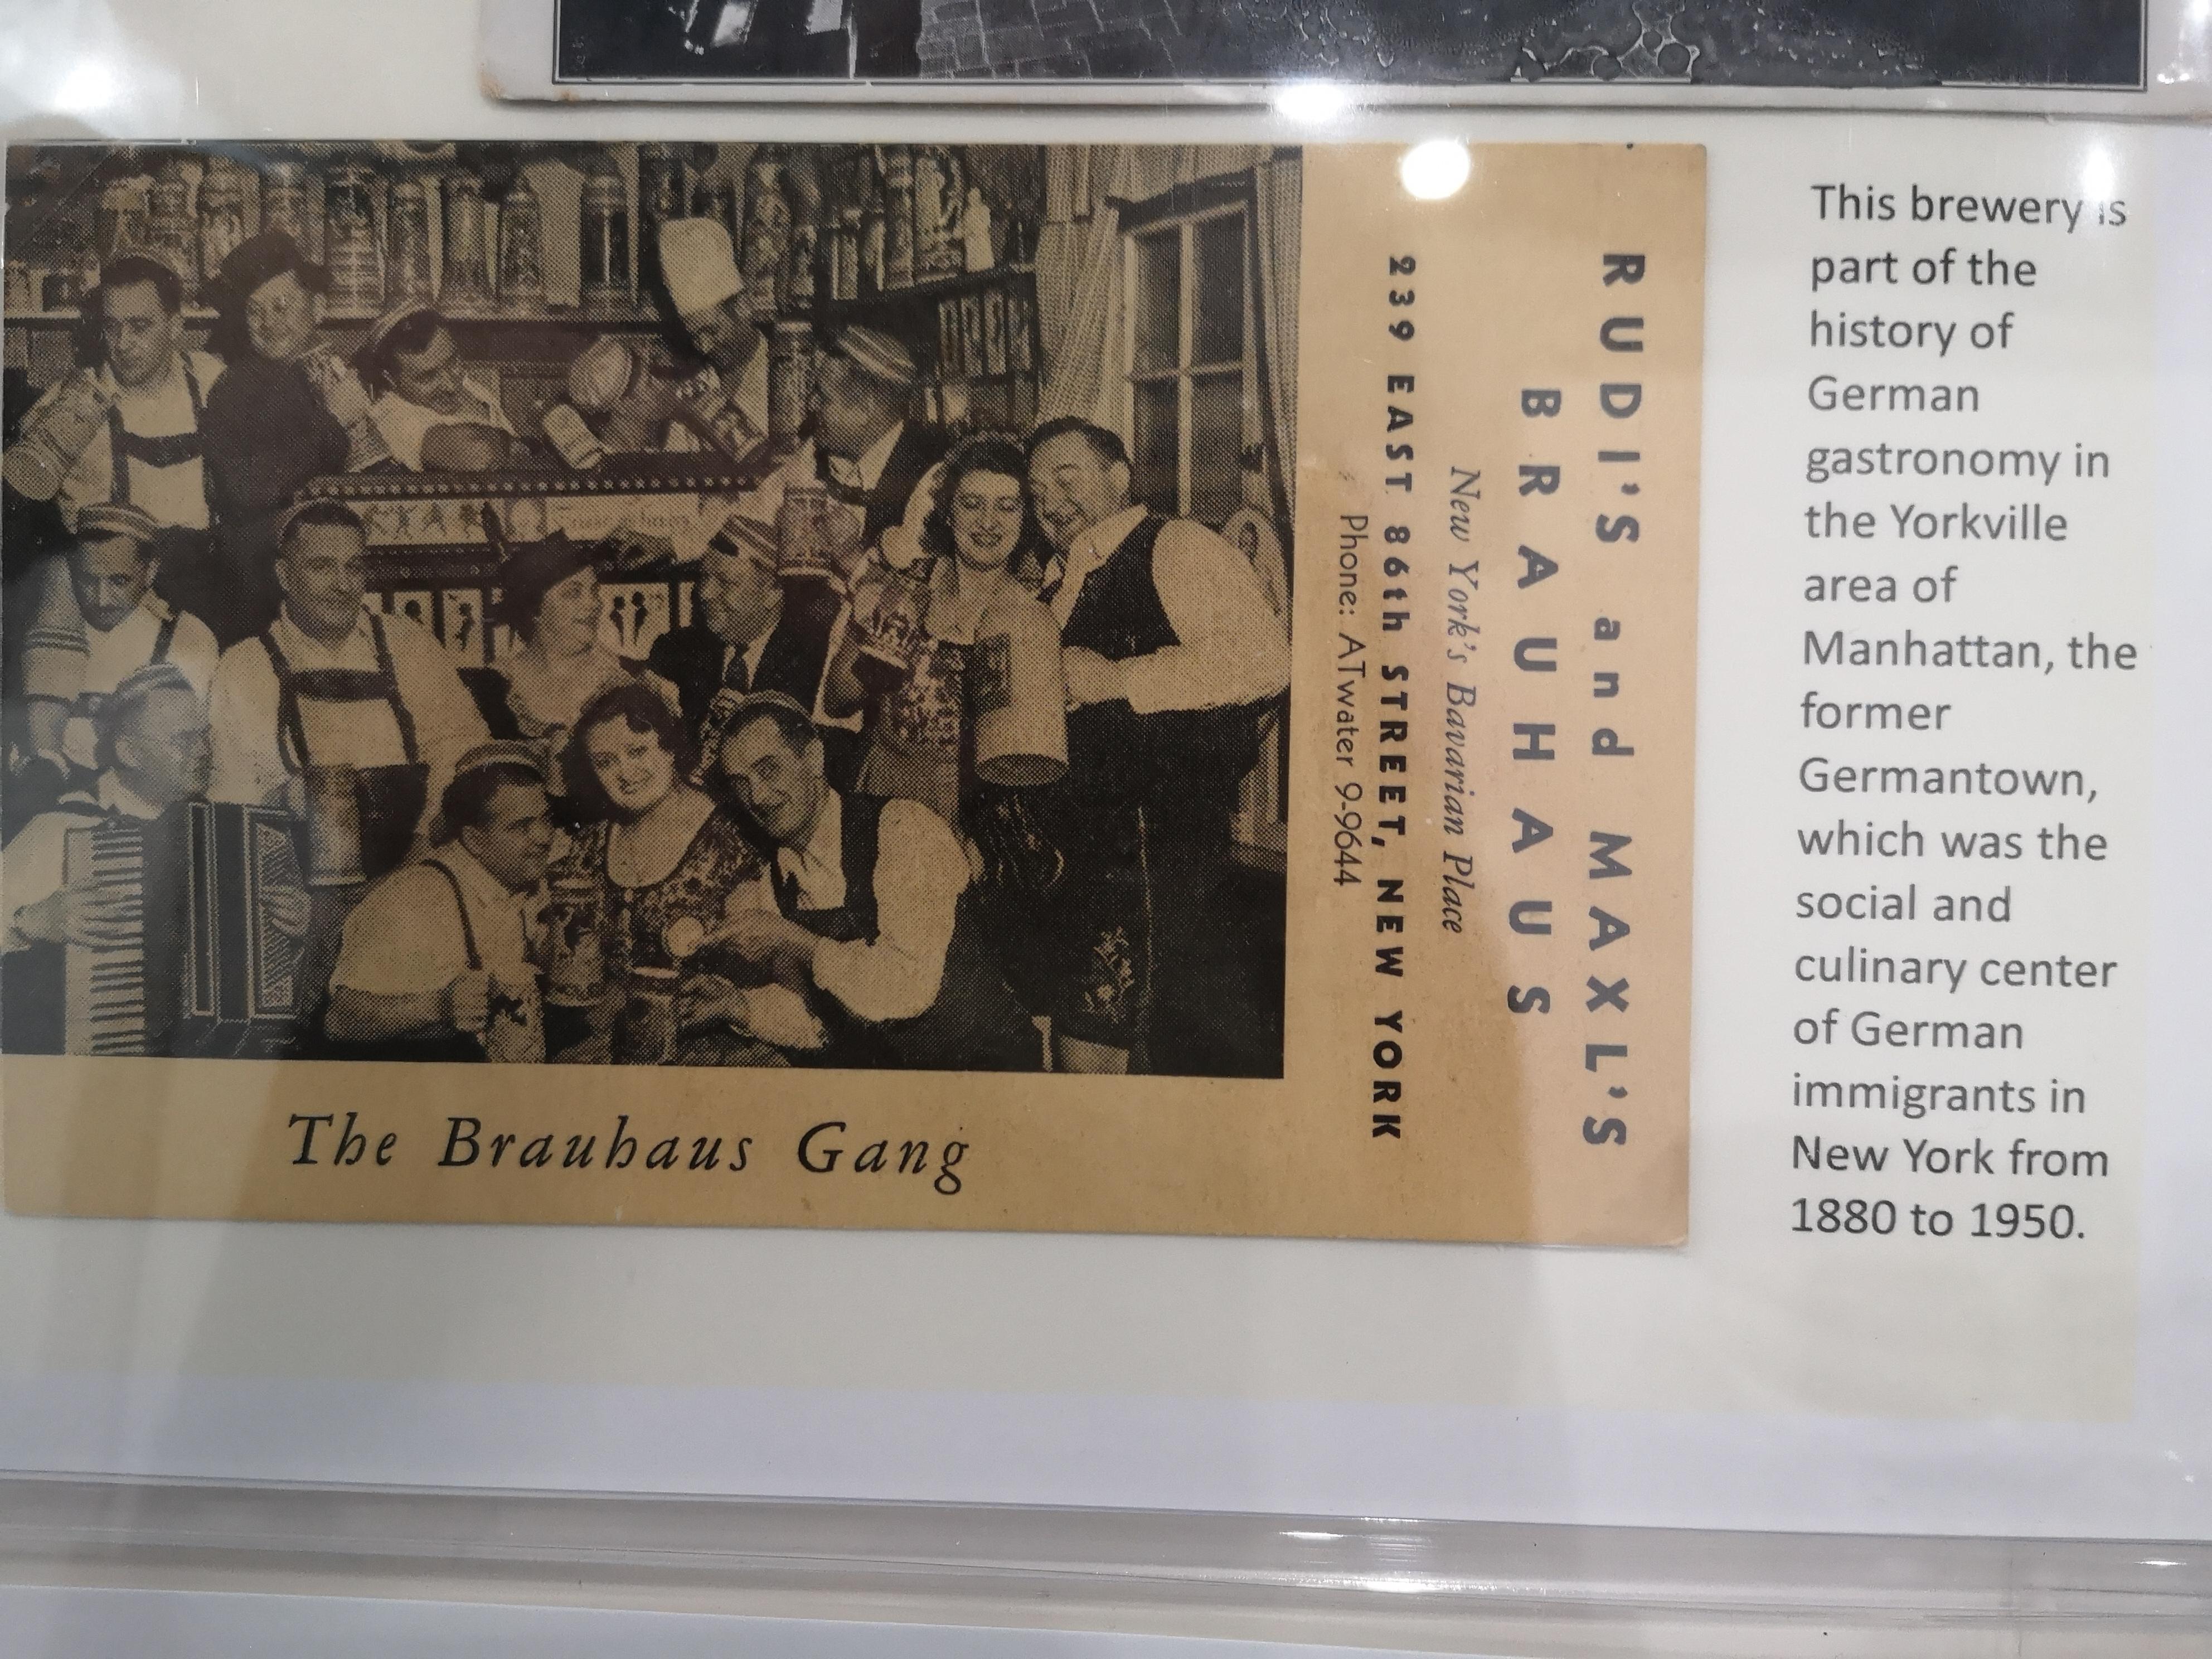 RUDI'S and MAXL'S
BRAUHAUS
New York's Bavarian Place
239 EAST 86th STREET, NEW YORK
Phone: ATwater 9-9644
The Brauhaus Gang
This brewery is
part of the
history of
German
gastronomy in
the Yorkville
area of
Manhattan, the
former
Germantown,
which was the
social and
culinary center
of German
immigrants in
New York from
1880 to 1950.